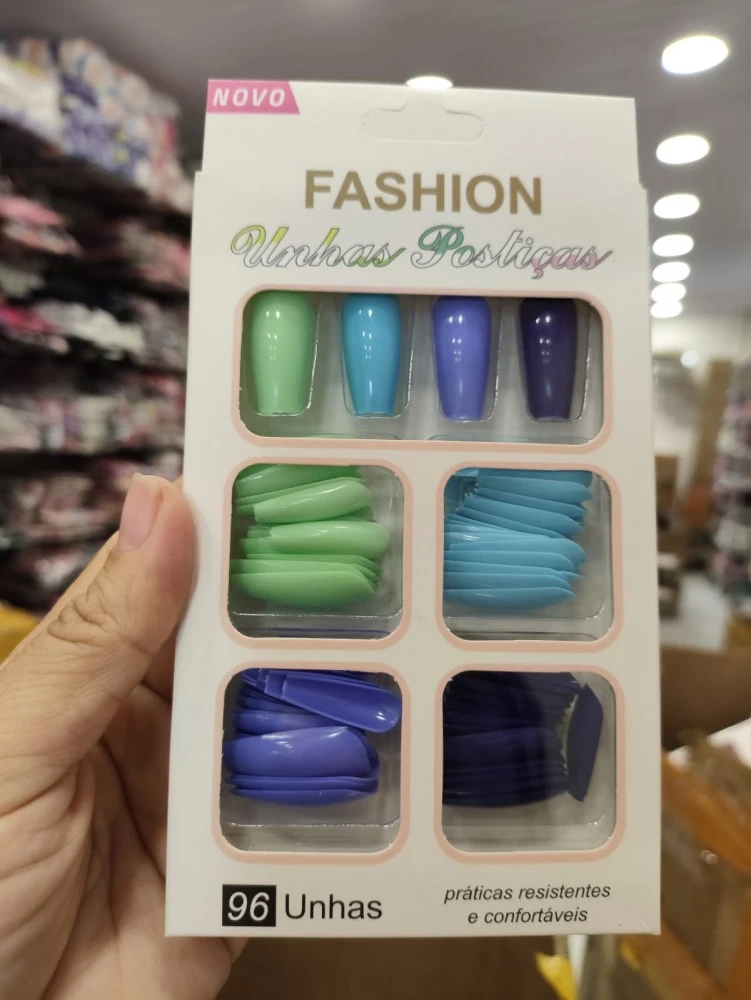 NOVO
FASHION
Unhas Postiças
96 Unhas
práticas resistentes
e confortáveis